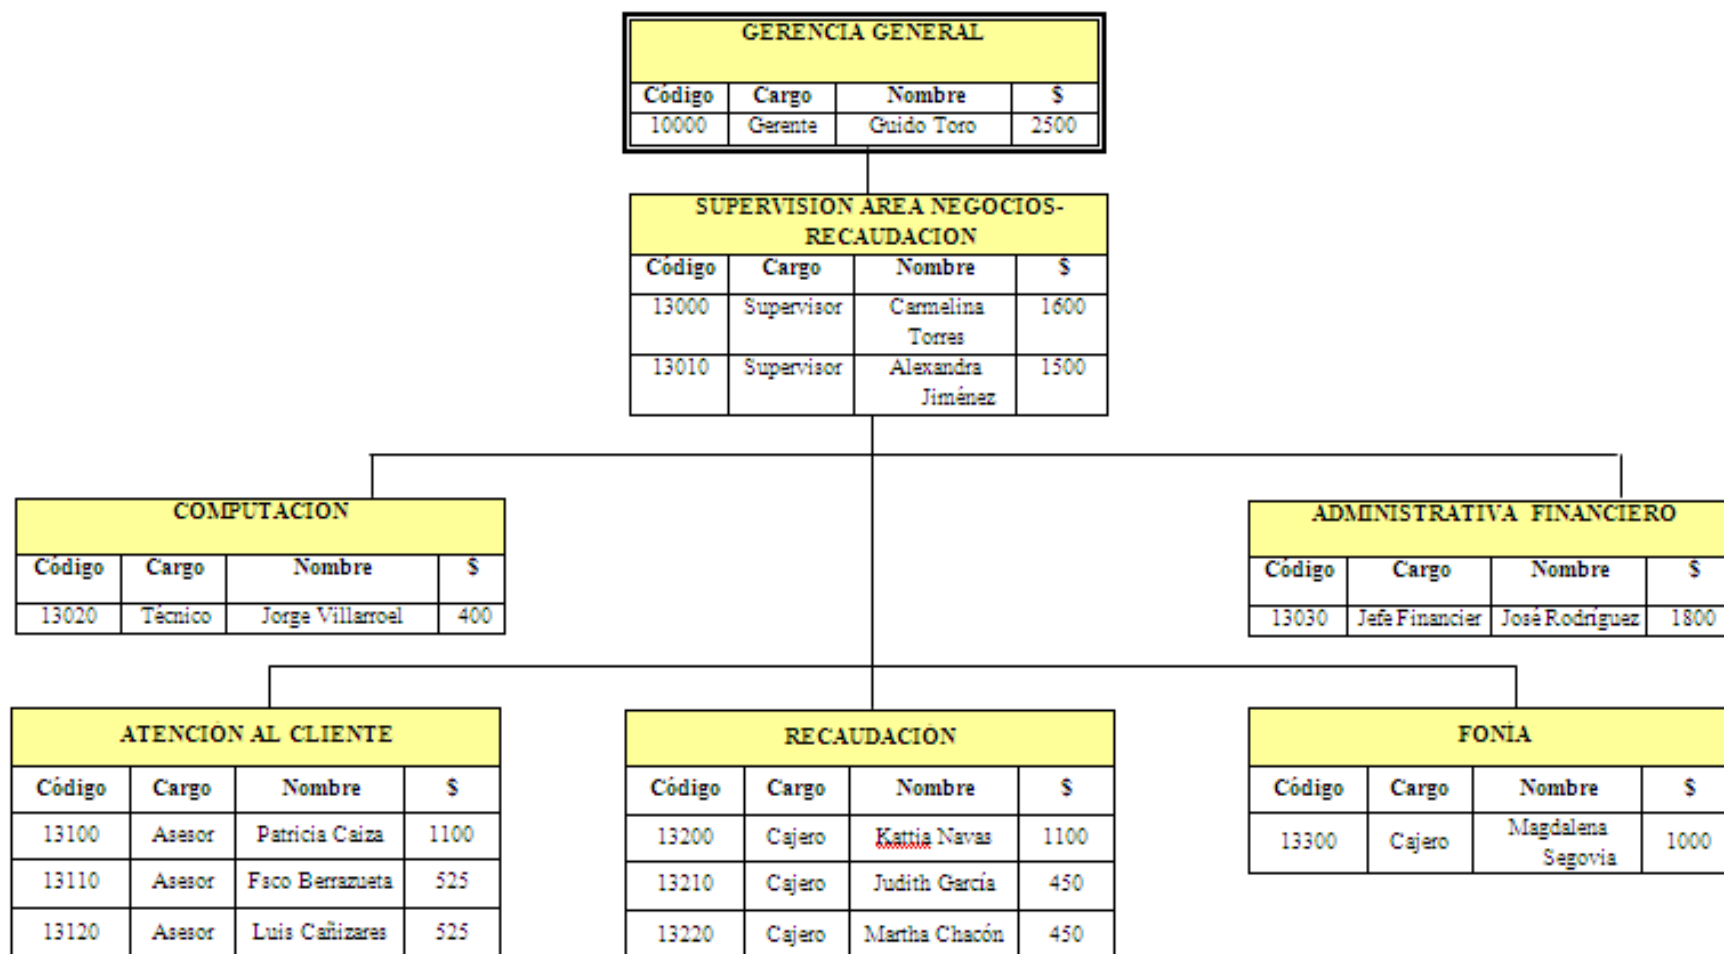 GERENCIA GENERAL
Código Cargo Nombre $
10000 Gerente Guido Toro 2500
SUPERVISION AREA NEGOCIOS-
RECAUDACION
Código Cargo Nombre $
13000 Supervisor Carmelina Torres 1600
13010 Supervisor Alexandra Jiménez 1500
COMPUTACION
Código Cargo Nombre $
13020 Técnico Jorge Villarroel 400
ADMINISTRATIVA FINANCIERO
Código Cargo Nombre $
13030 Jefe Financier José Rodríguez 1800
ATENCIÓN AL CLIENTE
Código Cargo Nombre $
13100 Asesor Patricia Caiza 1100
13110 Asesor Fsco Berrazueta 525
13120 Asesor Luis Cañizares 525
RECAUDACIÓN
Código Cargo Nombre $
13200 Cajero Kattia Navas 1100
13210 Cajero Judith García 450
13220 Cajero Martha Chacón 450
FONÍA
Código Cargo Nombre $
13300 Cajero Magdalena Segovia 1000